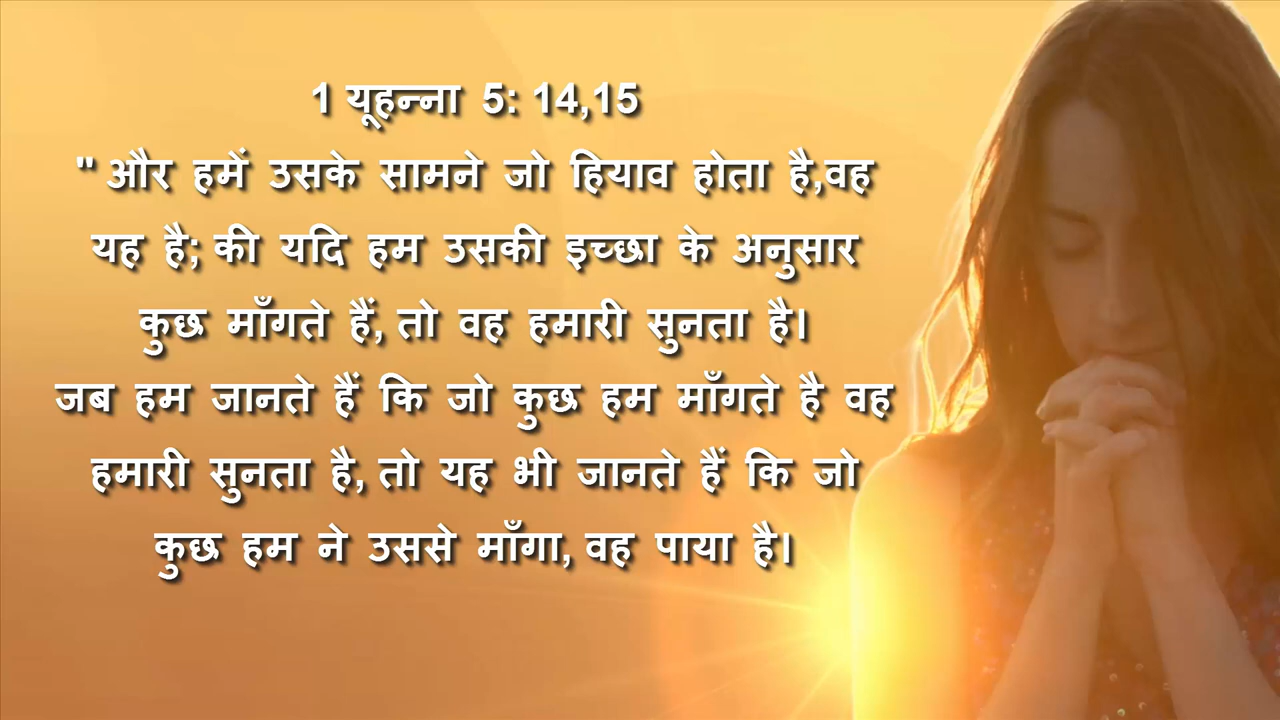 1 यूहन्ना 5: 14,15
" और हमें उसके सामने जो हियाव होता है,वह
यह है; की यदि हम उसकी इच्छा के अनुसार
कुछ माँगते हैं, तो वह हमारी सुनता है।
जब हम जानते हैं कि जो कुछ हम माँगते है वह
हमारी सुनता है, तो यह भी जानते हैं कि जो
कुछ हम ने उससे माँगा, वह पाया है।